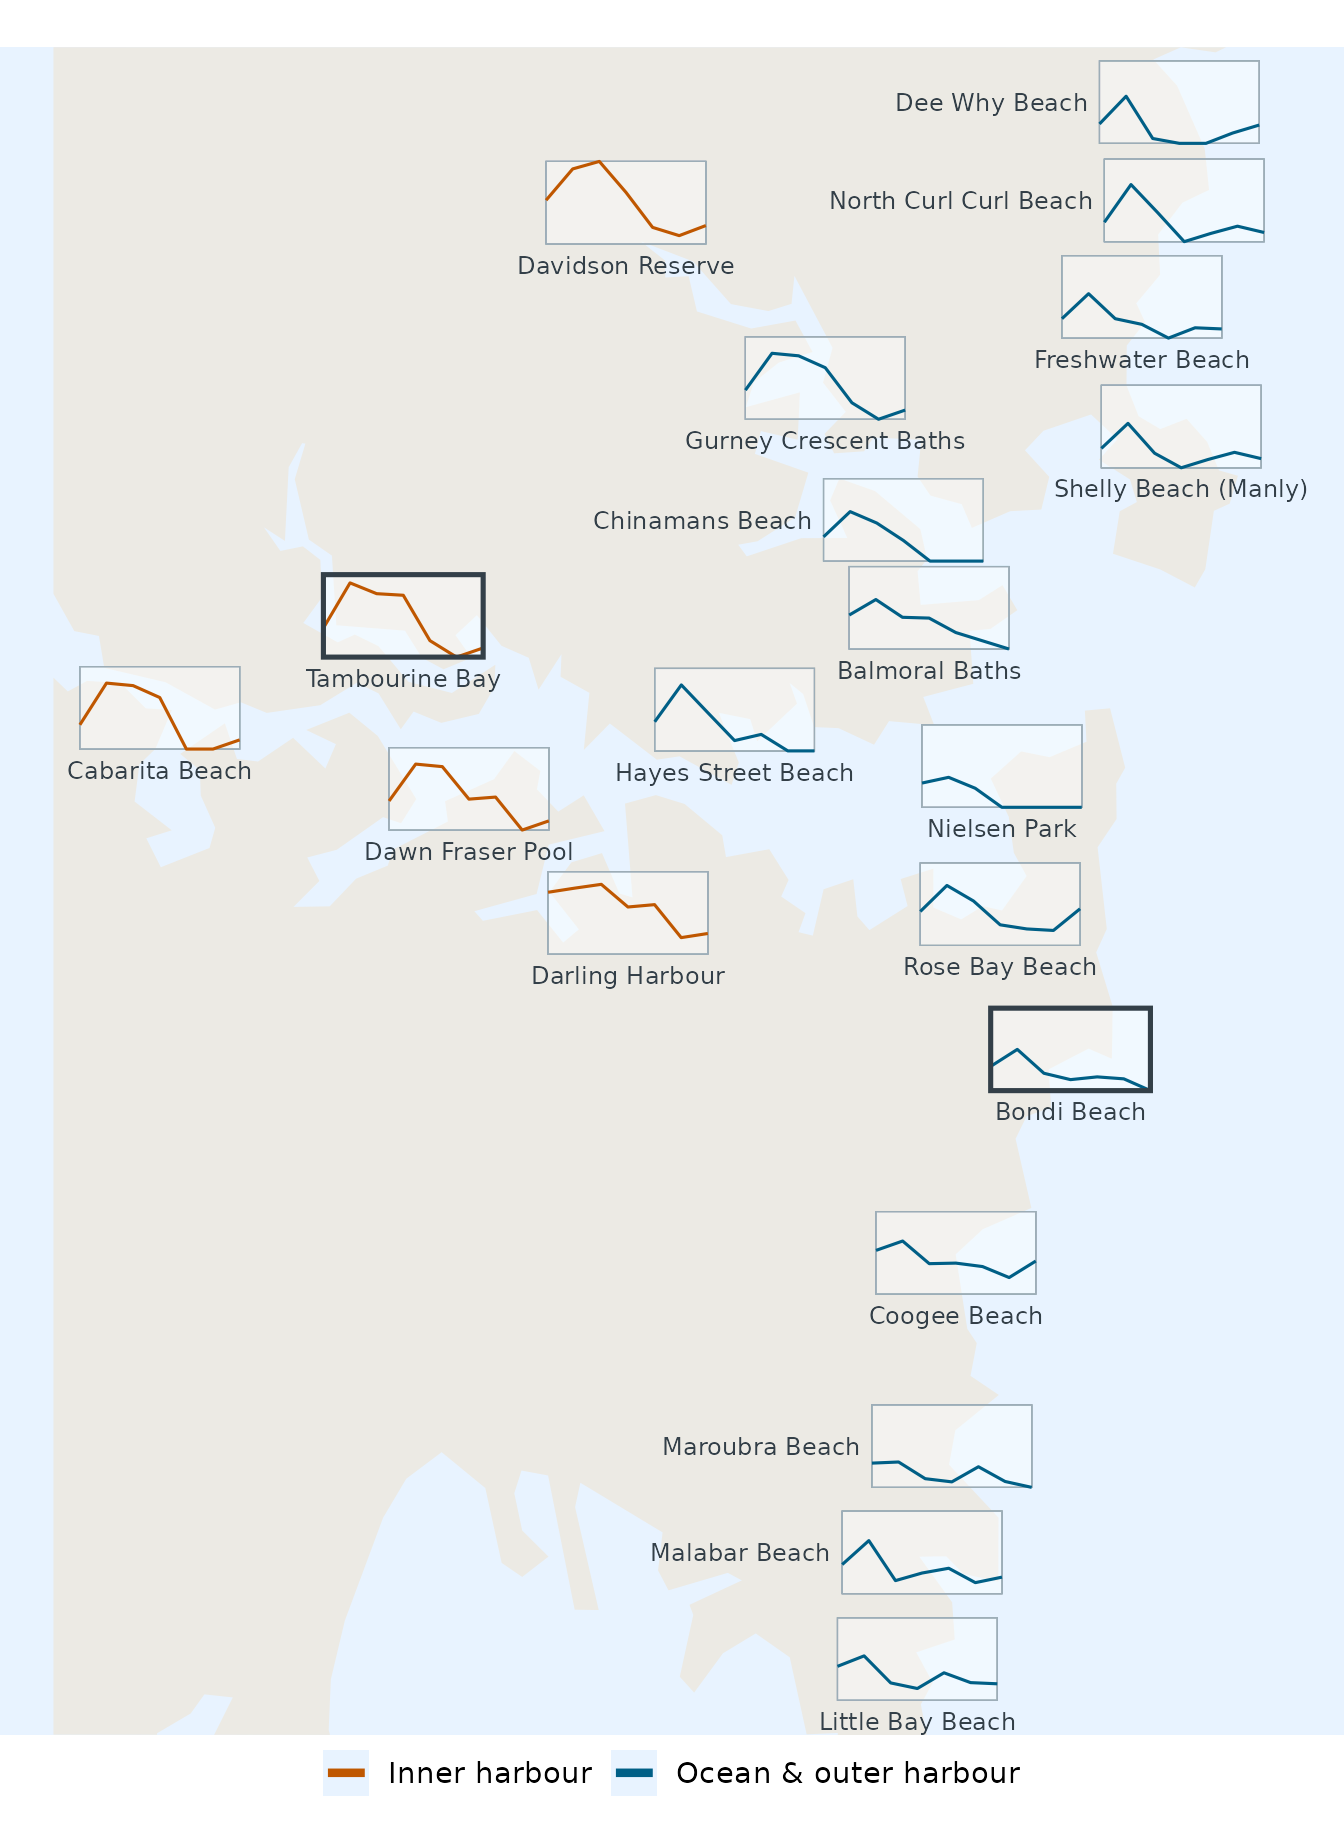 Dee Why Beach
North Curl Curl Beach
Davidson Reserve
Freshwater Beach
Gurney Crescent Baths
Shelly Beach (Manly)
Chinamans Beach
Balmoral Baths
Tambourine Bay
Cabarita Beach
Hayes Street Beach
Nielsen Park
Dawn Fraser Pool
Rose Bay Beach
Darling Harbour
Bondi Beach
Coogee Beach
Maroubra Beach
Malabar Beach
Little Bay Beach
Inner harbour
Ocean & outer harbour